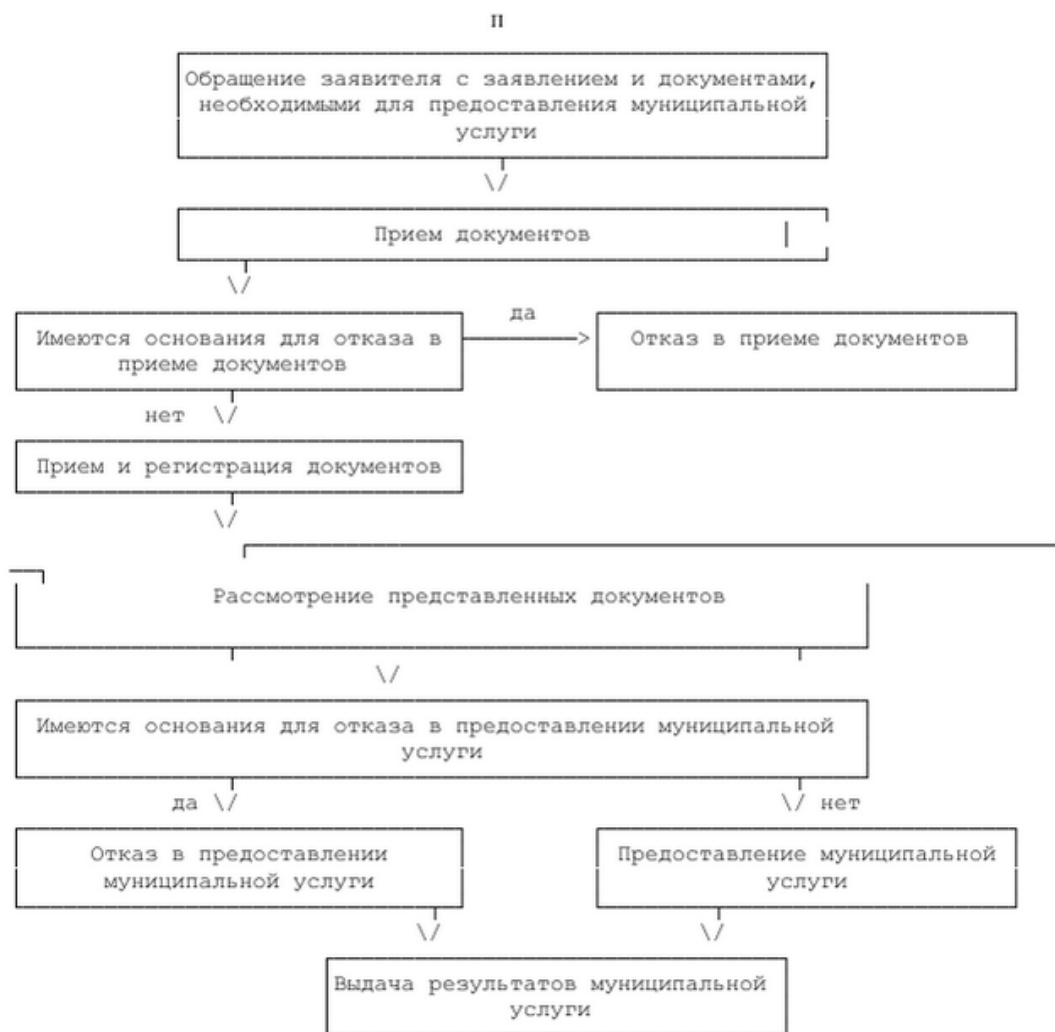 П
Обращение заявителя с заявлением и документами,
необходимыми для предоставления муниципальной
услуги
\/
Прием документов
\/
да
Имеются основания для отказа в
приеме документов
>
Отказ в приеме документов
нет \/
Прием и регистрация документов
\/
Рассмотрение представленных документов
\/
Имеются основания для отказа в предоставлении муниципальной
услуги
да \/
\/ нет
Отказ в предоставлении
муниципальной услуги
Предоставление муниципальной
услуги
\/
\/
Выдача результатов муниципальной
услуги